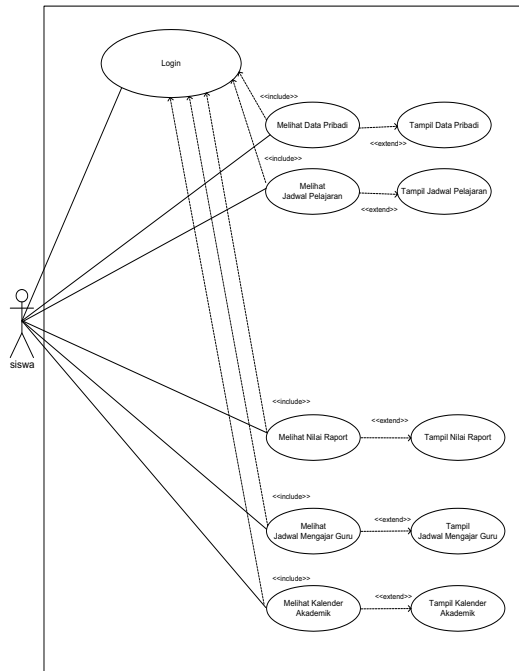 Login
<<include>>
Melihat Data Pribadi
Tampil Data Pribadi
<<extend>>
<<include>>
Melihat
Jadwal Pelajaran
Tampil Jadwal Pelajaran
<<extend>>
siswa
<<include>>
Melihat Nilai Raport
<<extend>>
Tampil Nilai Raport
<<include>>
Melihat
Jadwal Mengajar Guru
<<extend>>
Tampil
Jadwal Mengajar Guru
<<include>>
Melihat Kalender
Akademik
<<extend>>
Tampil Kalender
Akademik